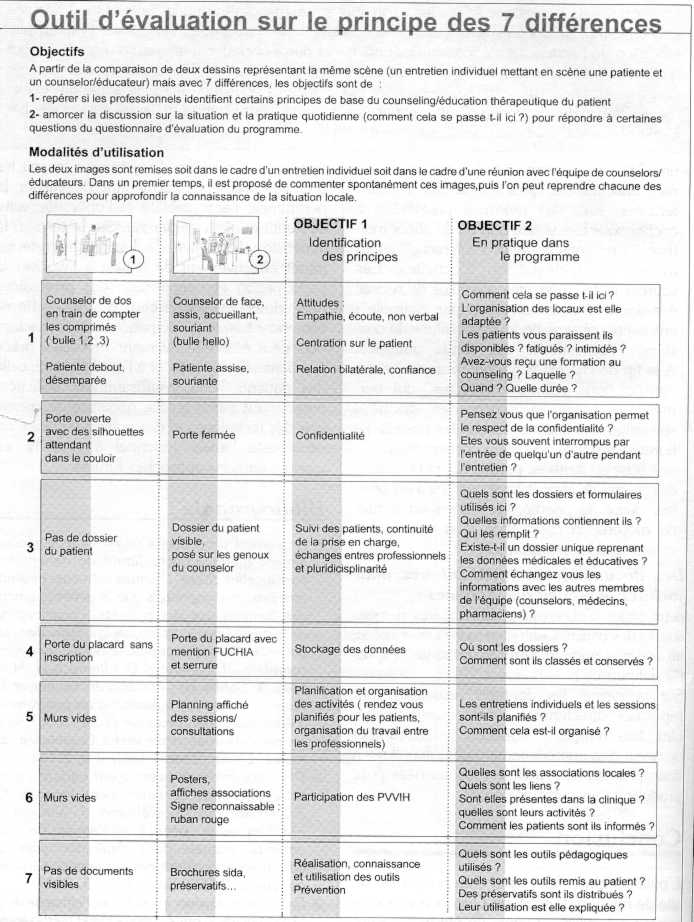 Outil d'évaluation sur le principe des 7 différences
Objectifs
A partir de la comparaison de deux dessins représentant la même scène (un entretien individuel mettant en scène une patiente et
un counselor/éducateur) mais avec 7 différences, les objectifs sont de :
1- repérer si les professionnels identifient certains principes de base du counseling/éducation thérapeutique du patient
2- amorcer la discussion sur la situation et la pratique quotidienne (comment cela se passe t-il ici ?) pour répondre à certaines
questions du questionnaire d'évaluation du programme.
Modalités d'utilisation
Les deux images sont remises soit dans le cadre d'un entretien individuel soit dans le cadre d'une réunion avec l'équipe de counselors/
éducateurs. Dans un premier temps, il est proposé de commenter spontanément ces images,puis l'on peut reprendre chacune des
différences pour approfondir la connaissance de la situation locale.
1
2
OBJECTIF 1
Identification
des principes
OBJECTIF 2
En pratique dans
le programme
1
Counselor de dos
en train de compter
les comprimés
( bulle 1,2 ,3)
Patiente debout,
désemparée
Counselor de face,
assis, accueillant,
souriant
(bulle hello)
Patiente assise,
souriante
Attitudes :
Empathie, écoute, non verbal
Centration sur le patient
Relation bilatérale, confiance
Comment cela se passe t-il ici ?
L'organisation des locaux est elle
adaptée ?
Les patients vous paraissent ils
disponibles ? fatigués ? intimidés ?
Avez-vous reçu une formation au
counseling ? Laquelle ?
Quand ? Quelle durée ?
2
Porte ouverte
avec des silhouettes
attendant
dans le couloir
Porte fermée
Confidentialité
Pensez vous que l'organisation permet
le respect de la confidentialité ?
Etes vous souvent interrompus par
l'entrée de quelqu'un d'autre pendant
l'entretien ?
3
Pas de dossier
du patient
Dossier du patient
visible,
posé sur les genoux
du counselor
Suivi des patients, continuité
de la prise en charge,
échanges entres professionnels
et pluridicisplinarité
Quels sont les dossiers et formulaires
utilisés ici ?
Quelles informations contiennent ils ?
Qui les remplit ?
Existe-t-il un dossier unique reprenant
les données médicales et éducatives ?
Comment échangez vous les
informations avec les autres membres
de l'équipe (counselors, médecins,
pharmaciens) ?
4
Porte du placard sans
inscription
Porte du placard avec
mention FUCHIA
et serrure
Stockage des données
Où sont les dossiers ?
Comment sont ils classés et conservés ?
5
Murs vides
Planning affiché
des sessions/
consultations
Planification et organisation
des activités ( rendez vous
planifiés pour les patients,
organisation du travail entre
les professionnels)
Les entretiens individuels et les sessions
sont-ils planifiés ?
Comment cela est-il organisé ?
6
Murs vides
Posters,
affiches associations
Signe reconnaissable :
ruban rouge
Participation des PVVIH
Quelles sont les associations locales ?
Quels sont les liens ?
Sont elles présentes dans la clinique ?
quelles sont leurs activités ?
Comment les patients sont ils informés ?
7
Pas de documents
visibles
Brochures sida,
préservatifs...
Réalisation, connaissance
et utilisation des outils
Prévention
Quels sont les outils pédagogiques
utilisés ?
Quels sont les outils remis au patient ?
Des préservatifs sont ils distribués ?
Leur utilisation est elle expliquée ?